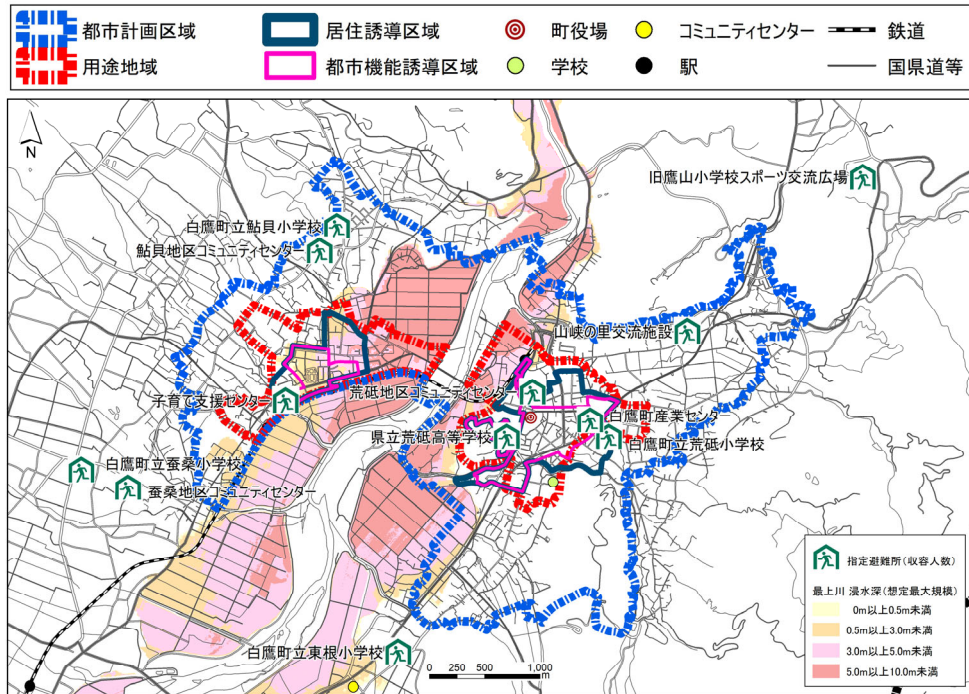 都市計画区域
居住誘導区域
町役場
コミュニティセンター
鉄道
用途地域
都市機能誘導区域
学校
駅
国県道等
N
旧鷹山小学校スポーツ交流広場
白鷹町立鮎貝小学校
鮎貝地区コミュニティセンター
山峡の里交流施設
子育て支援センター
荒砥地区コミュニティセンター
白鷹町産業センター
県立荒砥高等学校
白鷹町立荒砥小学校
白鷹町立蚕桑小学校
蚕桑地区コミュニティセンター
白鷹町立東根小学校
0 250 500 1,000
m
指定避難所(収容人数)
最上川 浸水深(想定最大規模)
0m以上0.5m未満
0.5m以上3.0m未満
3.0m以上5.0m未満
5.0m以上10.0m未満